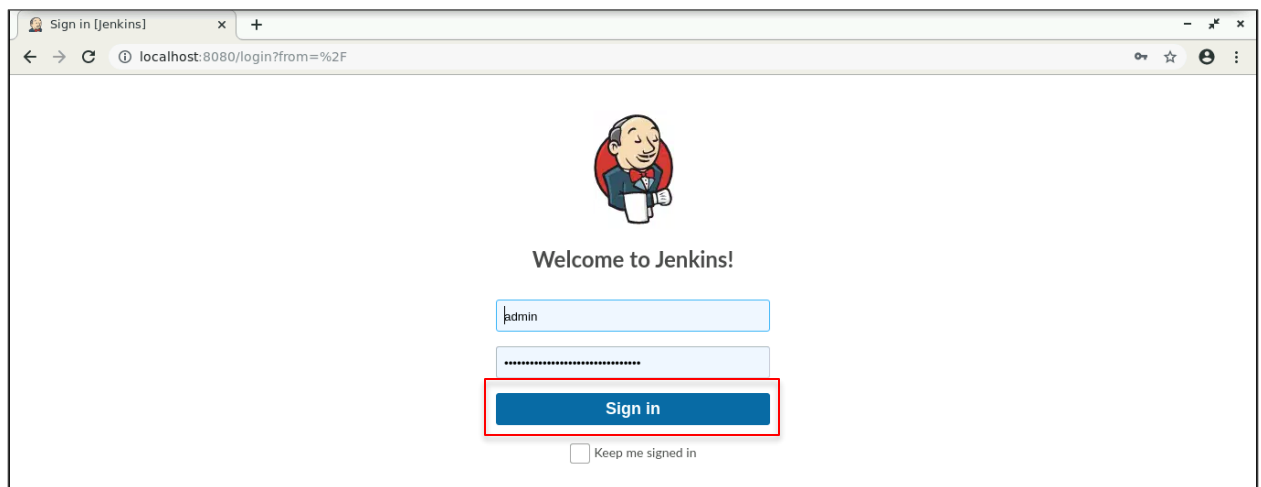 Sign in [Jenkins]
localhost:8080/login?from=%2F
Welcome to Jenkins!
admin
Sign in
Keep me signed in